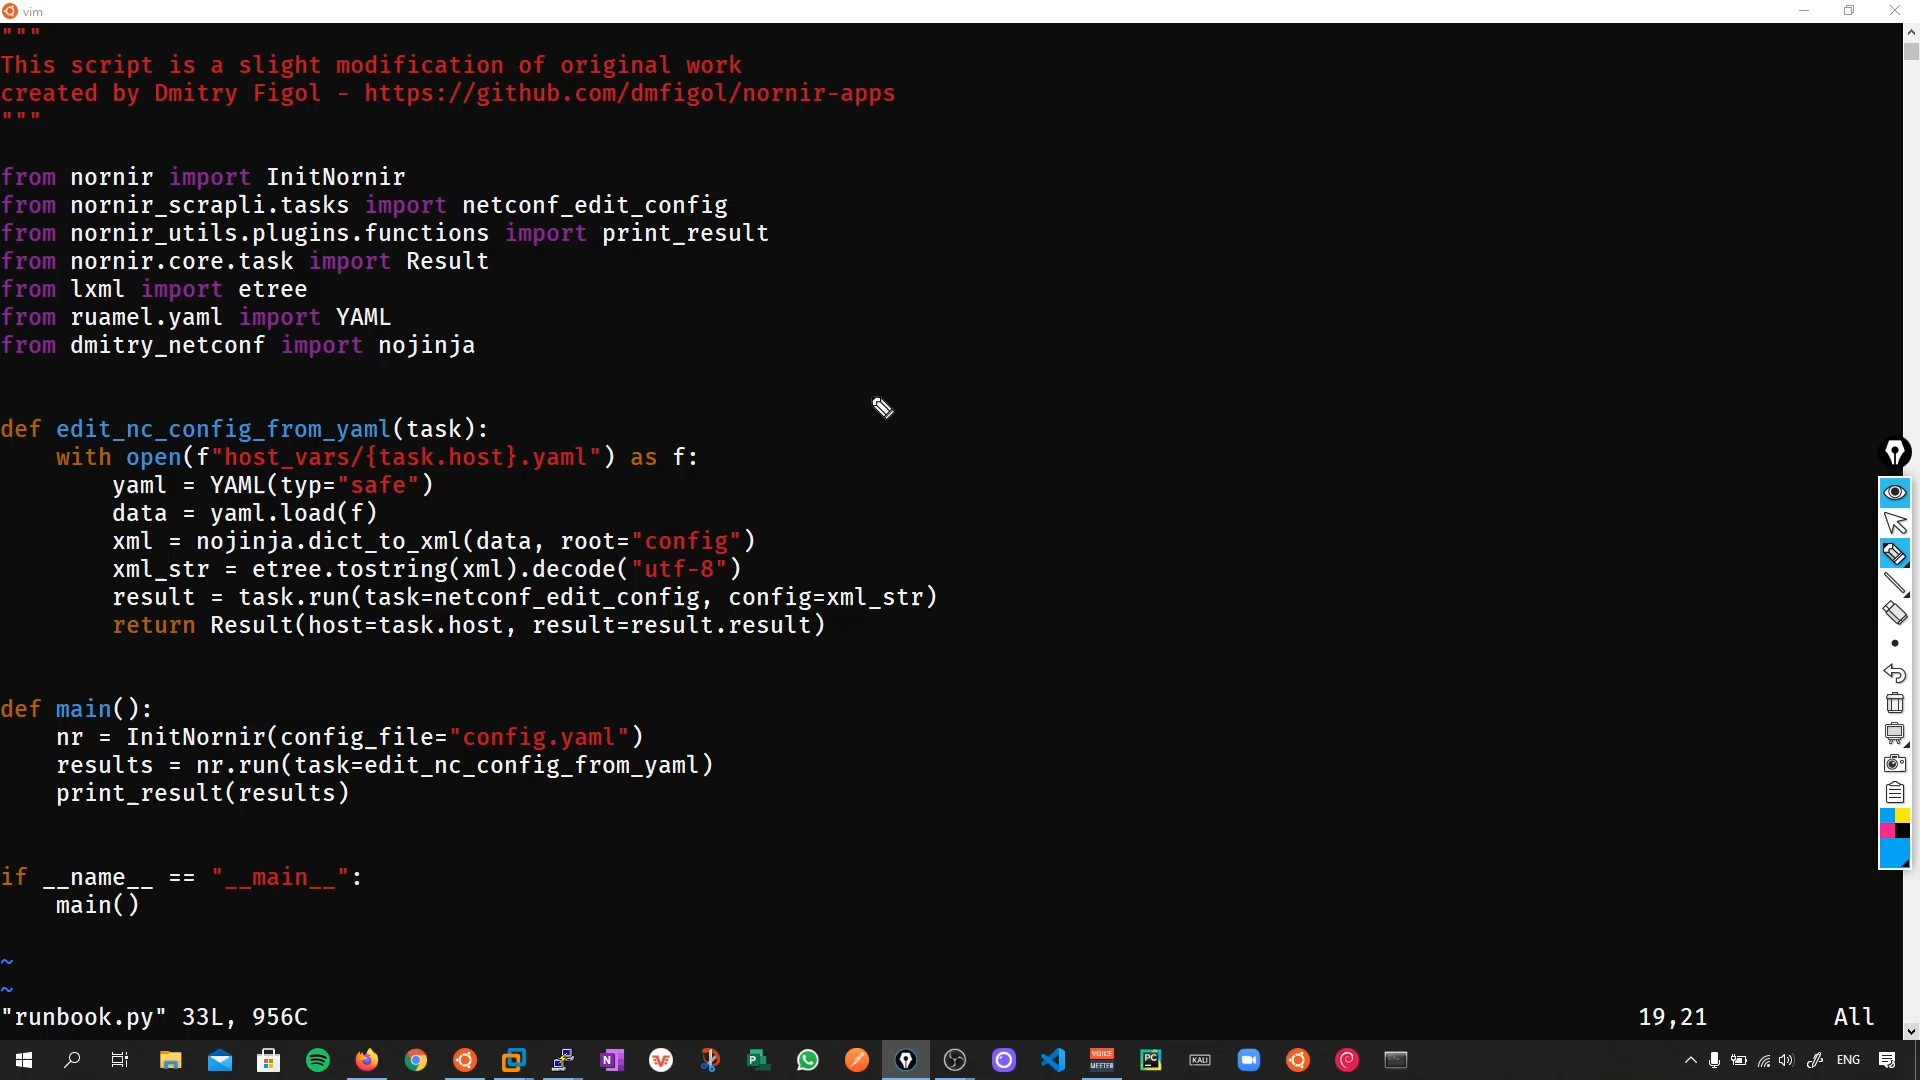 vim
"""
This script is a slight modification of original work
created by Dmitry Figol - https://github.com/dmfigol/nornir-apps
"""
from nornir import InitNornir
from nornir_scrapli.tasks import netconf_edit_config
from nornir_utils.plugins.functions import print_result
from nornir.core.task import Result
from lxml import etree
from ruamel.yaml import YAML
from dmitry_netconf import nojinja
def edit_nc_config_from_yaml(task):
    with open(f"host_vars/{task.host}.yaml") as f:
        yaml = YAML(typ="safe")
        data = yaml.load(f)
        xml = nojinja.dict_to_xml(data, root="config")
        xml_str = etree.tostring(xml).decode("utf-8")
        result = task.run(task=netconf_edit_config, config=xml_str)
        return Result(host=task.host, result=result.result)
def main():
    nr = InitNornir(config_file="config.yaml")
    results = nr.run(task=edit_nc_config_from_yaml)
    print_result(results)
if __name__ == "__main__":
    main()
~
~
"runbook.py" 33L, 956C 19,21 All
VOICE MEETER PC KALI ENG